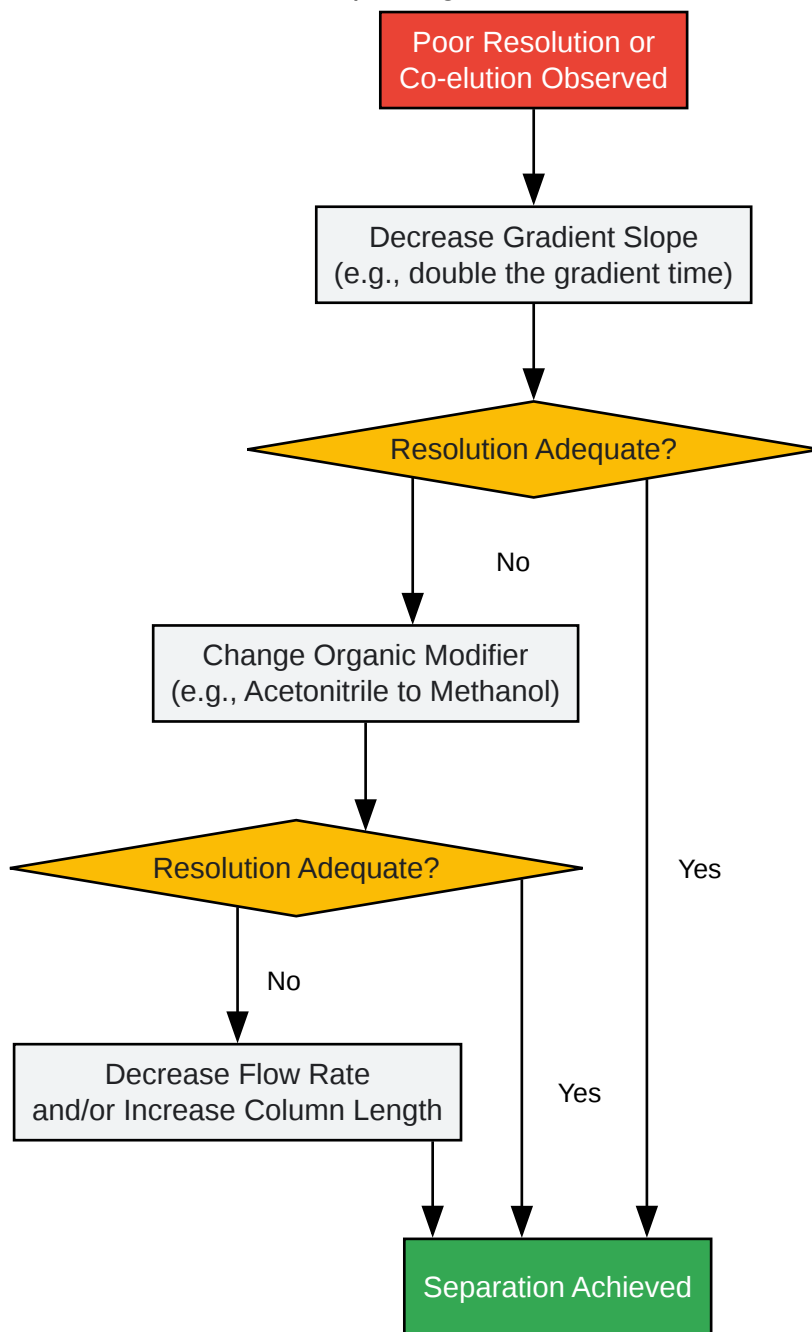 Poor Resolution or
Co-elution Observed
Decrease Gradient Slope
(e.g., double the gradient time)
Resolution Adequate?
No
Change Organic Modifier
(e.g., Acetonitrile to Methanol)
Resolution Adequate?
Yes
No
Decrease Flow Rate
and/or Increase Column Length
Yes
Separation Achieved